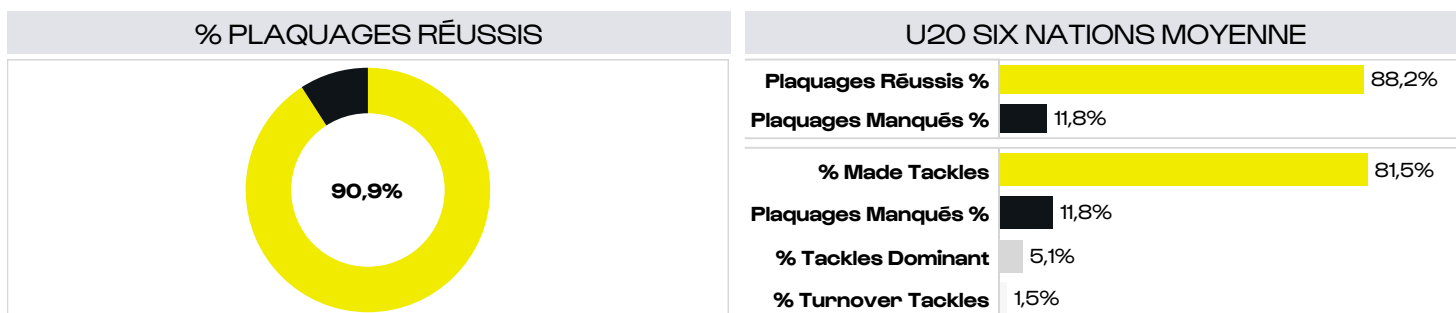 % PLAQUAGES RÉUSSIS
90,9%
U20 SIX NATIONS MOYENNE
Plaquages Réussis % 88,2%
Plaquages Manqués % 11,8%
% Made Tackles 81,5%
Plaquages Manqués % 11,8%
% Tackles Dominant 5,1%
% Turnover Tackles 1,5%